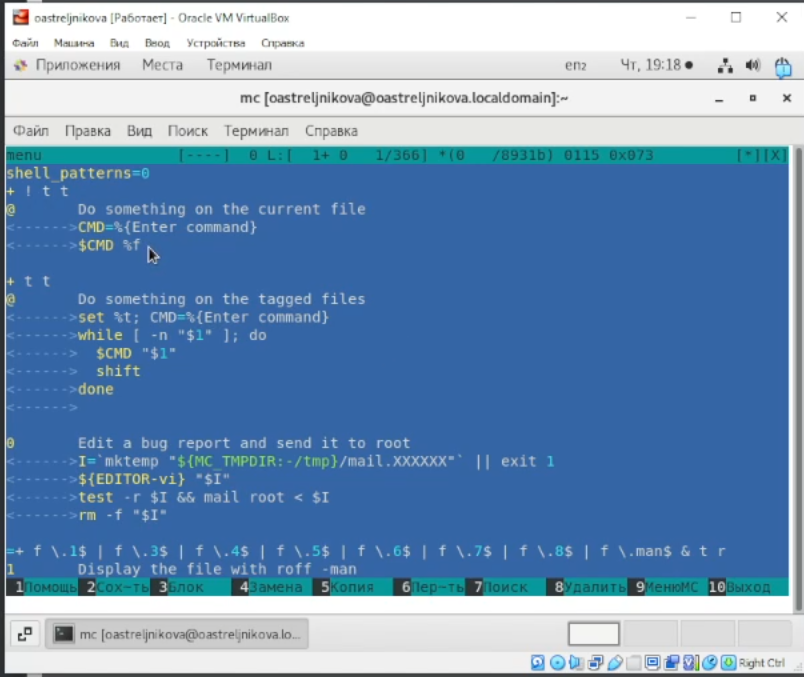 oastreljnikova [Работает] - Oracle VM VirtualBox
Файл Машина Вид Ввод Устройства Справка
Приложения Места Терминал en₂ Чт, 19:18
mc [oastreljnikova@oastreljnikova.localdomain]:~
Файл Правка Вид Поиск Терминал Справка
menu [----] 0 L:[ 1+ 0 1/366] *(0 /8931b) 0115 0x073 [*][X]
shell_patterns=0
+ ! t t
@ Do something on the current file
<------>CMD=%{Enter command}
<------>$CMD %f
+ t t
@ Do something on the tagged files
<------>set %t; CMD=%{Enter command}
<------>while [ -n "$1" ]; do
<------> $CMD "$1"
<------> shift
<------>done
<------>
0 Edit a bug report and send it to root
<------>I=`mktemp "${MC_TMPDIR:-/tmp}/mail.XXXXXX"` || exit 1
<------>${EDITOR-vi} "$I"
<------>test -r $I && mail root < $I
<------>rm -f "$I"
=+ f \.1$ | f \.3$ | f \.4$ | f \.5$ | f \.6$ | f \.7$ | f \.8$ | f \.man$ & t r
1 Display the file with roff -man
1Помощь 2Сох~ть 3Блок 4Замена 5Копия 6Пер~ть 7Поиск 8Удалить 9МенюMC 10Выход
mc [oastreljnikova@oastreljnikova.lo...
Right Ctrl